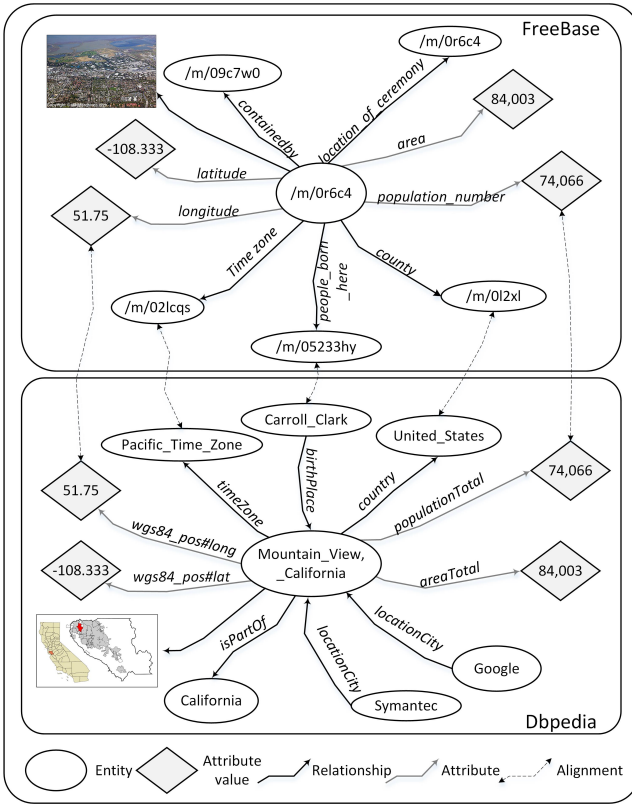 FreeBase
/m/0r6c4
/m/09c7w0
84,003
containedby
location_of_ceremony
area
-108.333
latitude
/m/0r6c4
population_number
74,066
51.75
longitude
Time zone
people_born
_here
county
/m/02lcqs
/m/0l2xl
/m/05233hy
Carroll_Clark
Pacific_Time_Zone
United_States
51.75
timeZone
birthPlace
country
populationTotal
74,066
wgs84_pos#long
Mountain_View,
_California
-108.333
wgs84_pos#lat
areaTotal
84,003
isPartOf
locationCity
locationCity
Google
California
Symantec
Dbpedia
Entity
Attribute
value
Relationship
Attribute
Alignment